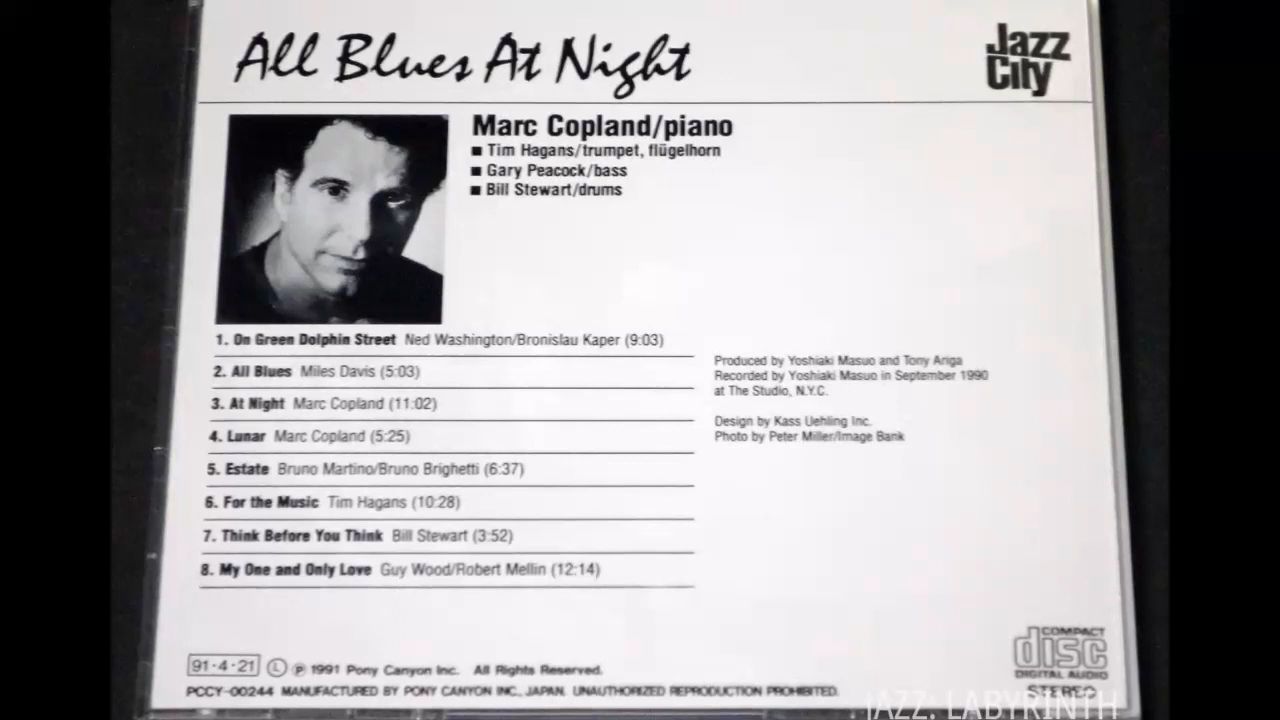 All Blues At Night
Jazz
City
Marc Copland/piano
■ Tim Hagans/trumpet, flügelhorn
■ Gary Peacock/bass
■ Bill Stewart/drums
1. On Green Dolphin Street Ned Washington/Bronislau Kaper (9:03)
2. All Blues Miles Davis (5:03)
3. At Night Marc Copland (11:02)
4. Lunar Marc Copland (5:25)
5. Estate Bruno Martino/Bruno Brighetti (6:37)
6. For the Music Tim Hagans (10:28)
7. Think Before You Think Bill Stewart (3:52)
8. My One and Only Love Guy Wood/Robert Mellin (12:14)
Produced by Yoshiaki Masuo and Tony Ariga
Recorded by Yoshiaki Masuo in September 1990
at The Studio, N.Y.C.
Design by Kass Uehling Inc.
Photo by Peter Miller/Image Bank
COMPACT
disc
DIGITAL AUDIO
STEREO
91·4·21 Ⓛ ℗ 1991 Pony Canyon Inc. All Rights Reserved.
PCCY-00244 MANUFACTURED BY PONY CANYON INC., JAPAN. UNAUTHORIZED REPRODUCTION PROHIBITED.
JAZZ: LABYRINTH